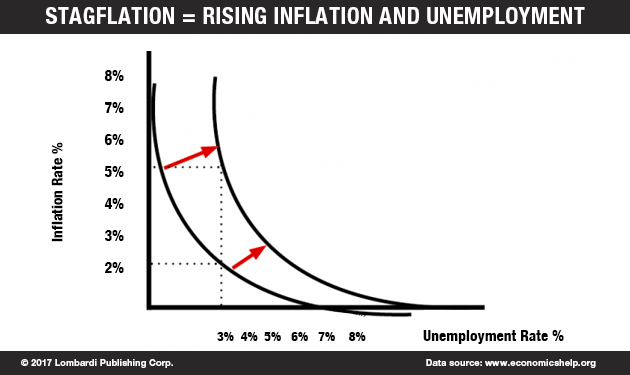 STAGFLATION = RISING INFLATION AND UNEMPLOYMENT
8%
7%
6%
5%
4%
3%
2%
Inflation Rate %
3% 4% 5% 6% 7% 8%
Unemployment Rate %
© 2017 Lombardi Publishing Corp.
Data source: www.economicshelp.org